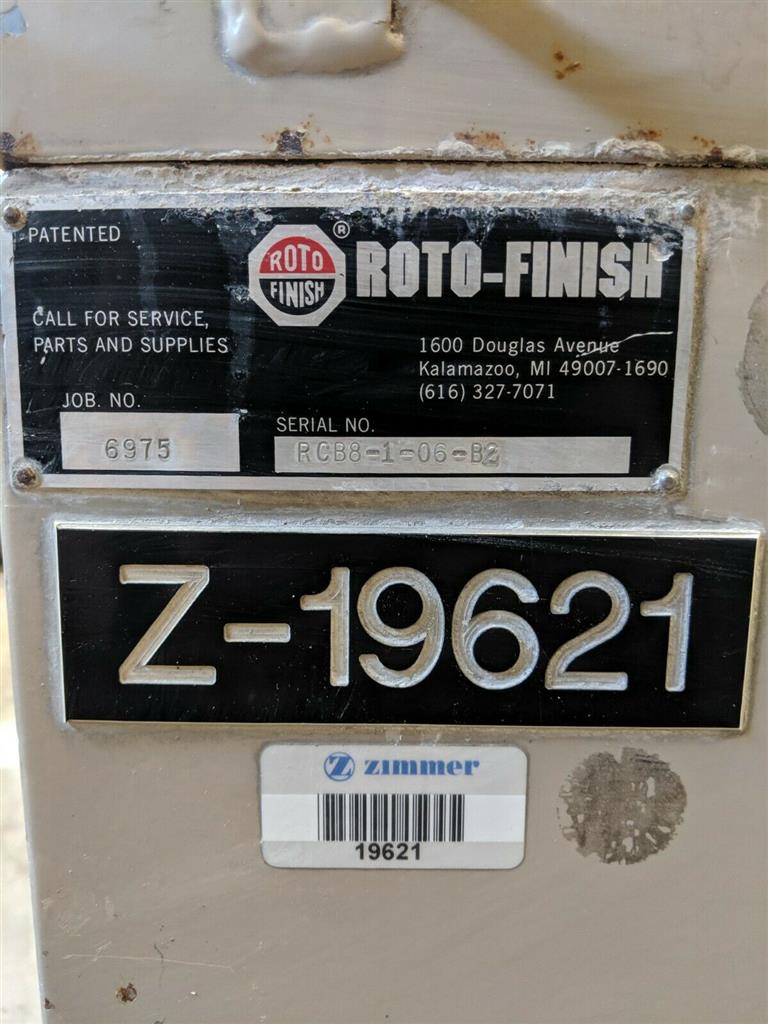 PATENTED
ROTO
FINISH
®
ROTO-FINISH
CALL FOR SERVICE,
PARTS AND SUPPLIES
1600 Douglas Avenue
Kalamazoo, MI 49007-1690
(616) 327-7071
JOB. NO.
6975
SERIAL NO.
RCB8-1-06-B2
Z-19621
Z zimmer
19621